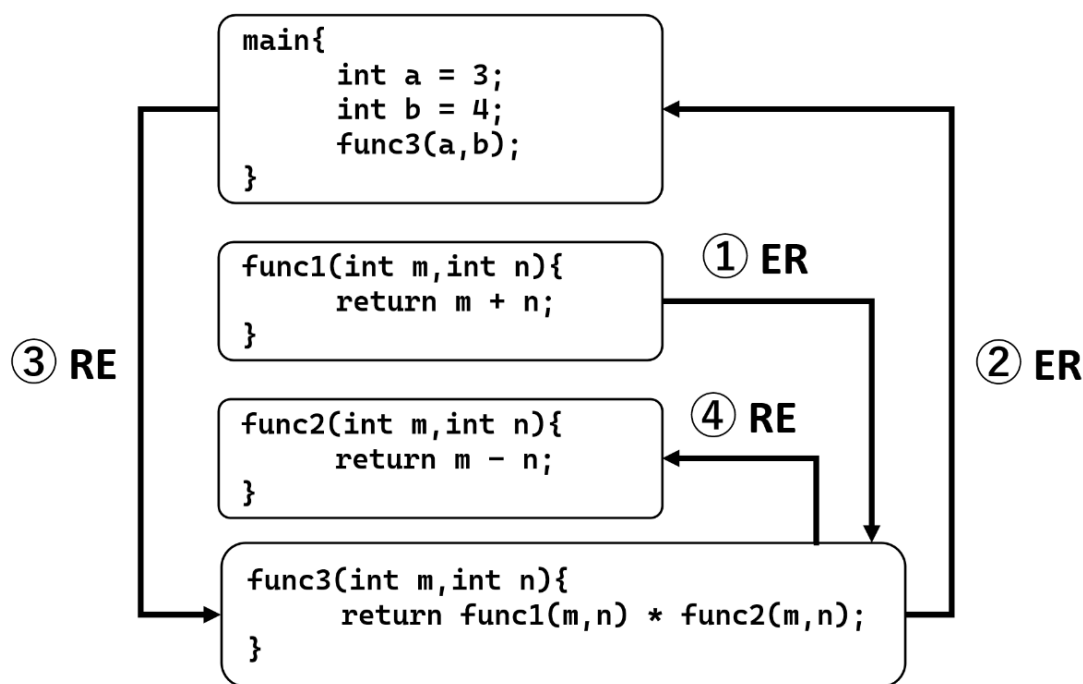 main{
int a = 3;
int b = 4;
func3(a,b);
}
func1(int m,int n){
return m + n;
}
① ER
③ RE
② ER
func2(int m,int n){
return m − n;
}
④ RE
func3(int m,int n){
return func1(m,n) * func2(m,n);
}